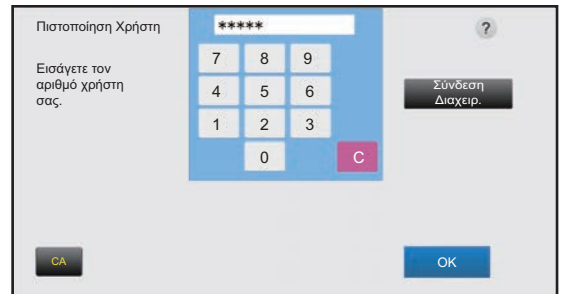 Πιστοποίηση Χρήστη
*****
?
Εισάγετε τον
αριθμό χρήστη
σας.
7 8 9
4 5 6
1 2 3
0 C
Σύνδεση
Διαχειρ.
CA
OK